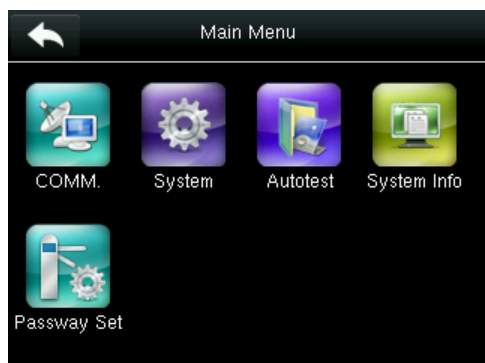 Main Menu
COMM.
System
Autotest
System Info
Passway Set